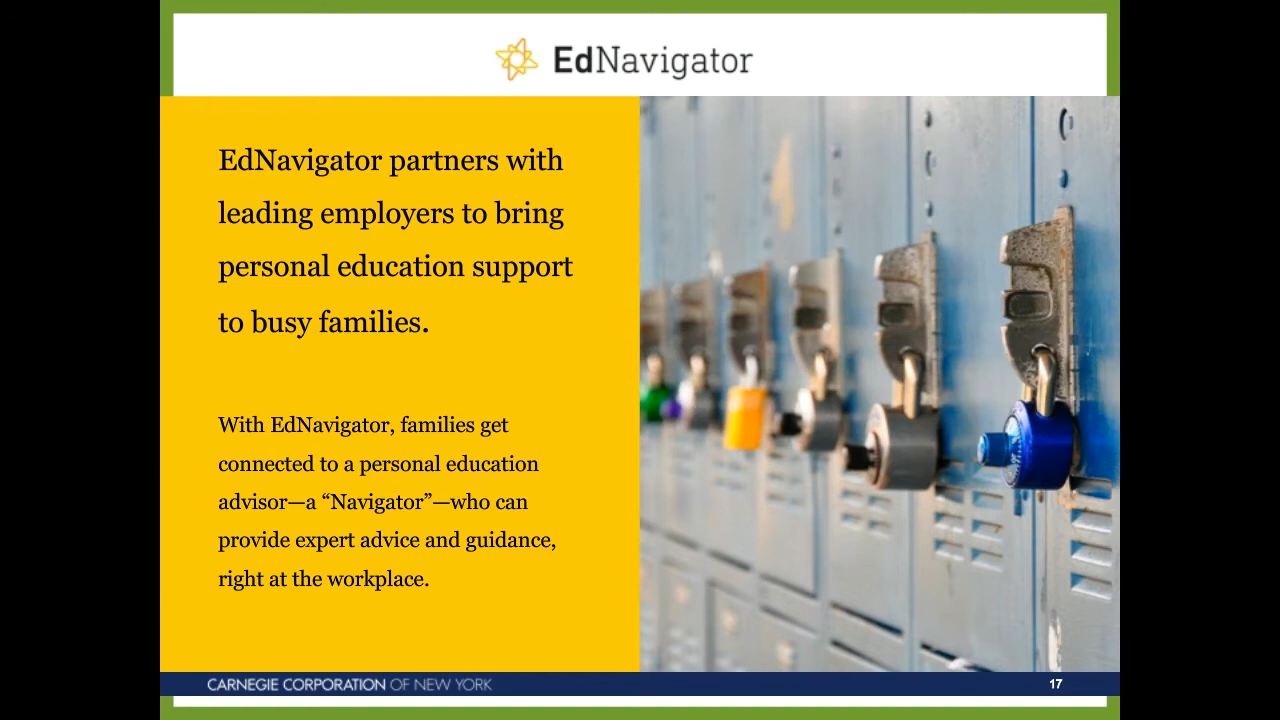 EdNavigator
EdNavigator partners with
leading employers to bring
personal education support
to busy families.
With EdNavigator, families get
connected to a personal education
advisor—a “Navigator”—who can
provide expert advice and guidance,
right at the workplace.
CARNEGIE CORPORATION OF NEW YORK
17